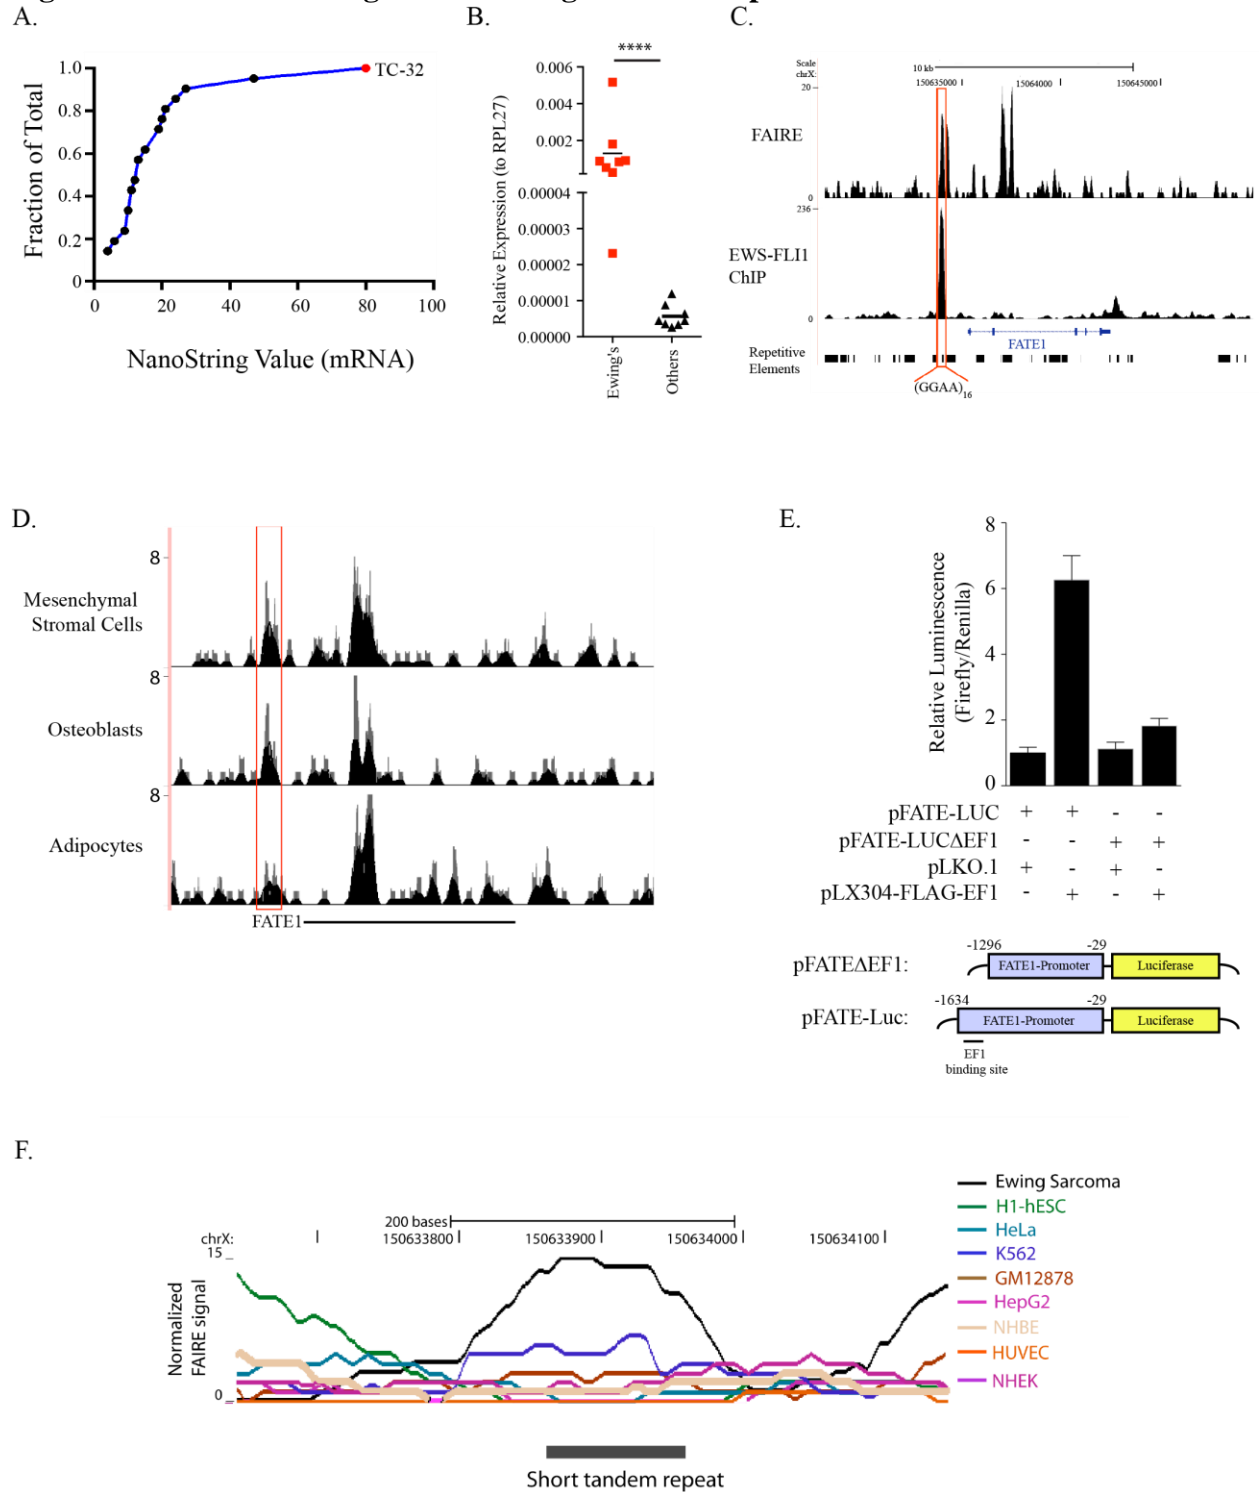 A.
B.
C.
1.0
0.8
0.6
0.4
0.2
0
0 20 40 60 80 100
TC-32
Fraction of Total
NanoString Value (mRNA)
****
0.006
0.004
0.002
0.00004
0.00003
0.00002
0.00001
0.00000
Relative Expression (to RPL27)
Ewing's
Others
Scale
chrX:
10 kb
150635000 150564000 150645000
20
FAIRE
0
236
EWS-FLI1
ChIP
0
FATE1
Repetitive
Elements
(GGAA)16
D.
8
Mesenchymal
Stromal Cells
8
Osteoblasts
8
Adipocytes
FATE1
E.
8
6
4
2
0
Relative Luminescence
(Firefly/Renilla)
pFATE-LUC + + - -
pFATE-LUCΔEF1 - - + +
pLKO.1 + - + -
pLX304-FLAG-EF1 - + - +
-1296 -29
pFATEΔEF1: FATE1-Promoter Luciferase
-1634 -29
pFATE-Luc: FATE1-Promoter Luciferase
EF1
binding site
F.
200 bases
chrX: 150633800 150633900 150634000 150634100
15
0
Normalized
FAIRE signal
Ewing Sarcoma
H1-hESC
HeLa
K562
GM12878
HepG2
NHBE
HUVEC
NHEK
Short tandem repeat